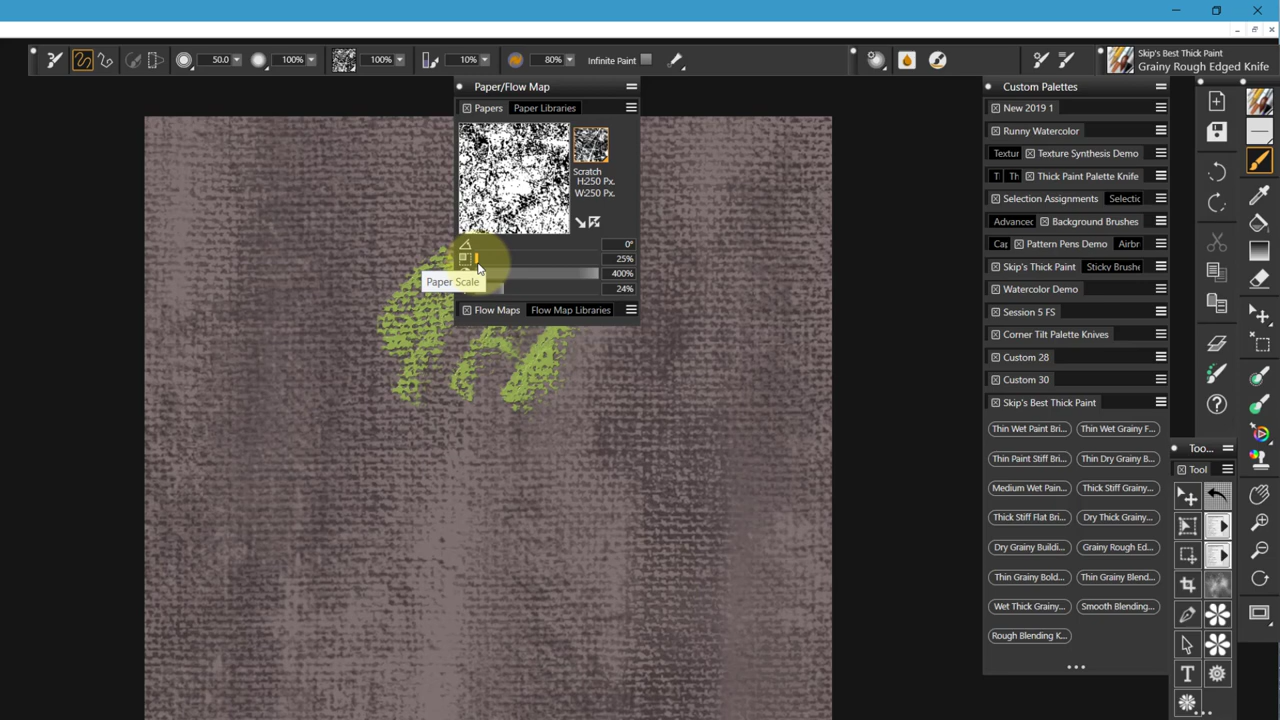 50.0
100%
100%
10%
80%
Infinite Paint
Skip's Best Thick Paint
Grainy Rough Edged Knife
Paper/Flow Map
Papers
Paper Libraries
Scratch
H:250 Px.
W:250 Px.
0°
25%
400%
24%
Paper Scale
Flow Maps
Flow Map Libraries
Custom Palettes
New 2019 1
Runny Watercolor
Textur
Texture Synthesis Demo
T
Th
Thick Paint Palette Knife
Selection Assignments
Selectic
Advanced
Background Brushes
Cap
Pattern Pens Demo
Airbr
Skip's Thick Paint
Sticky Brushe
Watercolor Demo
Session 5 FS
Corner Tilt Palette Knives
Custom 28
Custom 30
Skip's Best Thick Paint
Thin Wet Paint Bri...
Thin Wet Grainy F...
Thin Paint Stiff Bri...
Thin Dry Grainy B...
Medium Wet Pain...
Thick Stiff Grainy...
Thick Stiff Flat Bri...
Dry Thick Grainy...
Dry Grainy Buildi...
Grainy Rough Ed...
Thin Grainy Bold...
Thin Grainy Blend...
Wet Thick Grainy...
Smooth Blending...
Rough Blending K...
Too...
Tool